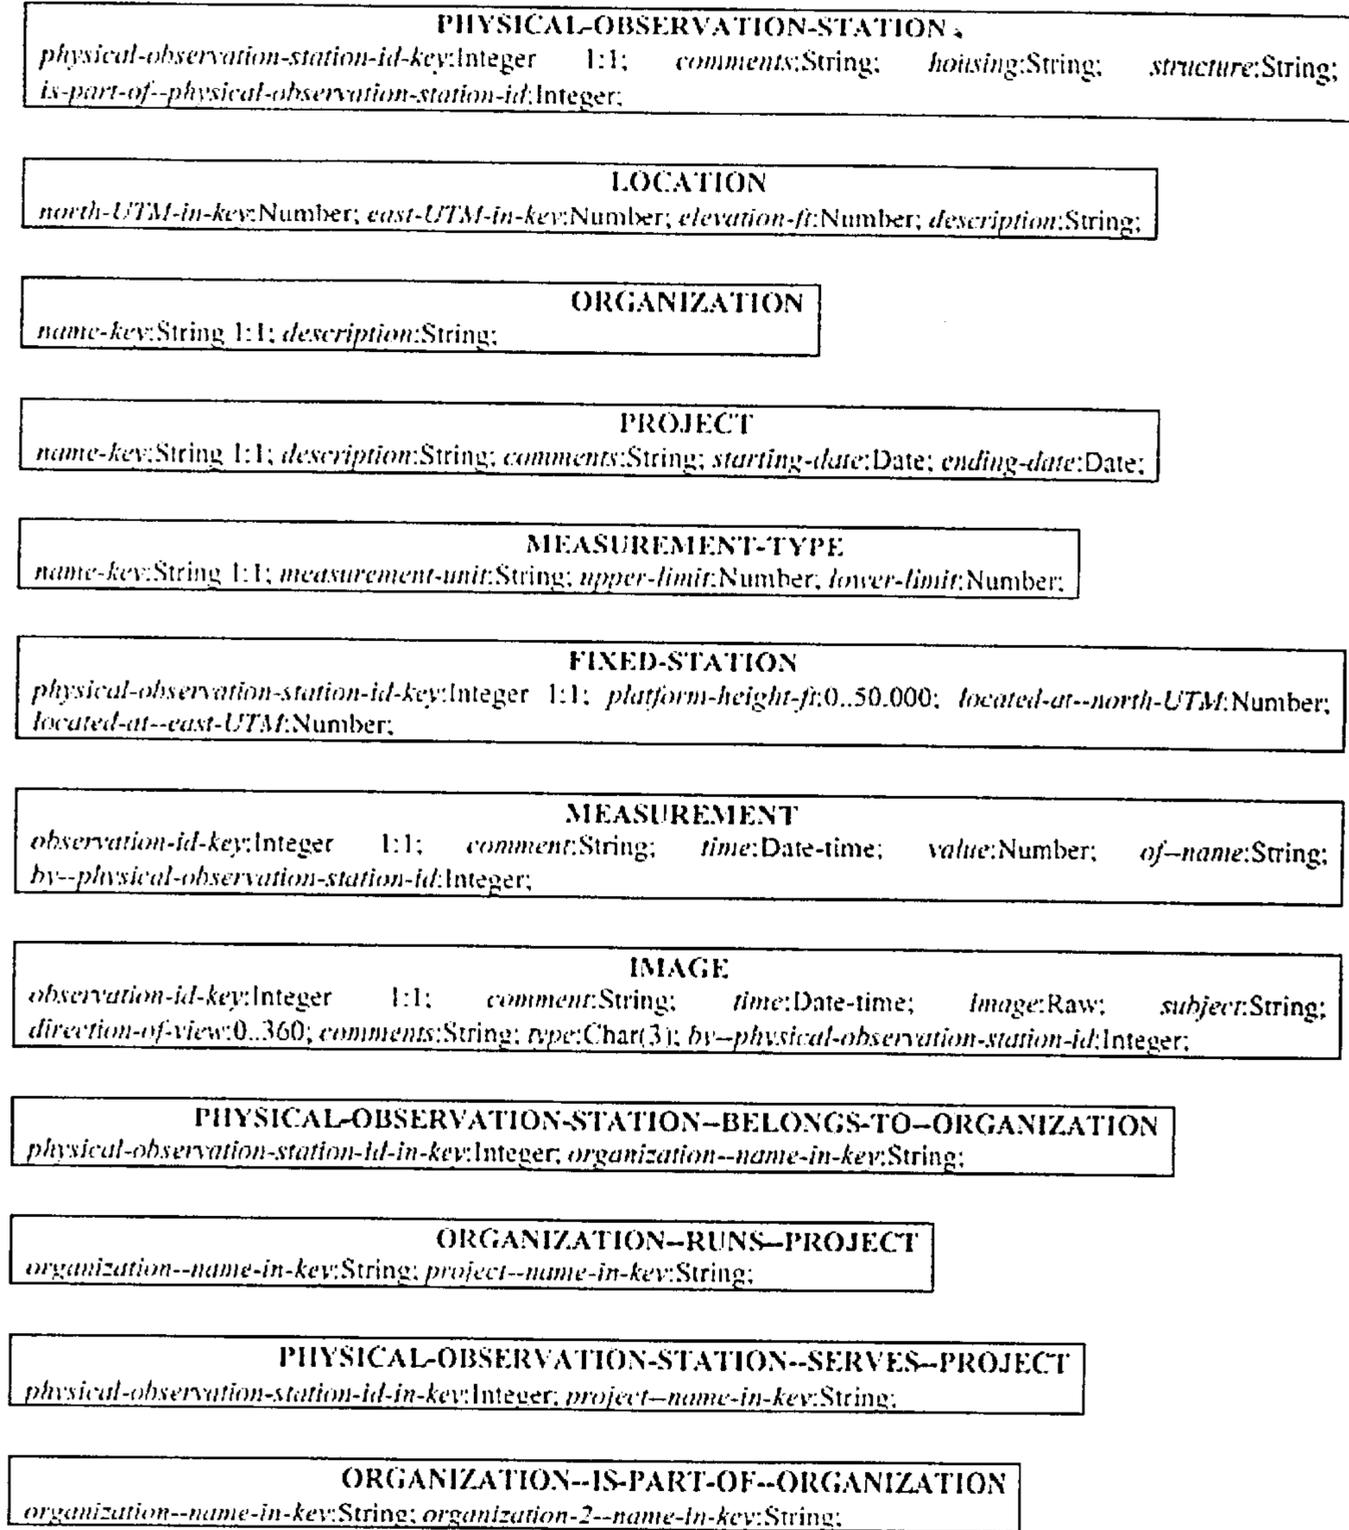 PHYSICAL-OBSERVATION-STATION
physical-observation-station-id-key:Integer 1:1; comments:String; housing:String; structure:String;
is-part-of--physical-observation-station-id:Integer;
LOCATION
north-UTM-in-key:Number; east-UTM-in-key:Number; elevation-ft:Number; description:String;
ORGANIZATION
name-key:String 1:1; description:String;
PROJECT
name-key:String 1:1; description:String; comments:String; starting-date:Date; ending-date:Date;
MEASUREMENT-TYPE
name-key:String 1:1; measurement-unit:String; upper-limit:Number; lower-limit:Number;
FIXED-STATION
physical-observation-station-id-key:Integer 1:1; platform-height-ft:0..50.000; located-at--north-UTM:Number;
located-at--east-UTM:Number;
MEASUREMENT
observation-id-key:Integer 1:1; comment:String; time:Date-time; value:Number; of--name:String;
by--physical-observation-station-id:Integer;
IMAGE
observation-id-key:Integer 1:1; comment:String; time:Date-time; image:Raw; subject:String;
direction-of-view:0..360; comments:String; type:Char(3); by--physical-observation-station-id:Integer;
PHYSICAL-OBSERVATION-STATION--BELONGS-TO--ORGANIZATION
physical-observation-station-id-in-key:Integer; organization--name-in-key:String;
ORGANIZATION--RUNS--PROJECT
organization--name-in-key:String; project--name-in-key:String;
PHYSICAL-OBSERVATION-STATION--SERVES--PROJECT
physical-observation-station-id-in-key:Integer; project--name-in-key:String;
ORGANIZATION--IS-PART-OF--ORGANIZATION
organization--name-in-key:String; organization-2--name-in-key:String;